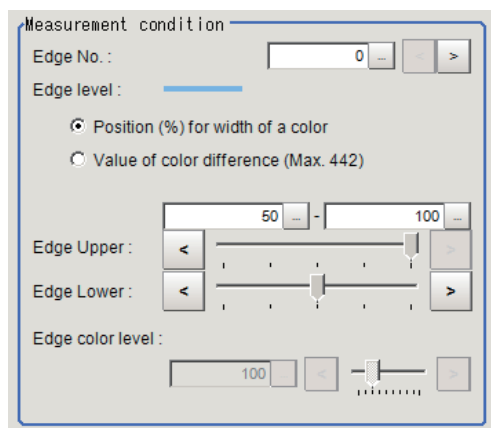 Measurement condition
Edge No. : 0 ... < >
Edge level :
Position (%) for width of a color
Value of color difference (Max. 442)
50 ... - 100 ...
Edge Upper : < >
Edge Lower : < >
Edge color level :
100 ... < >